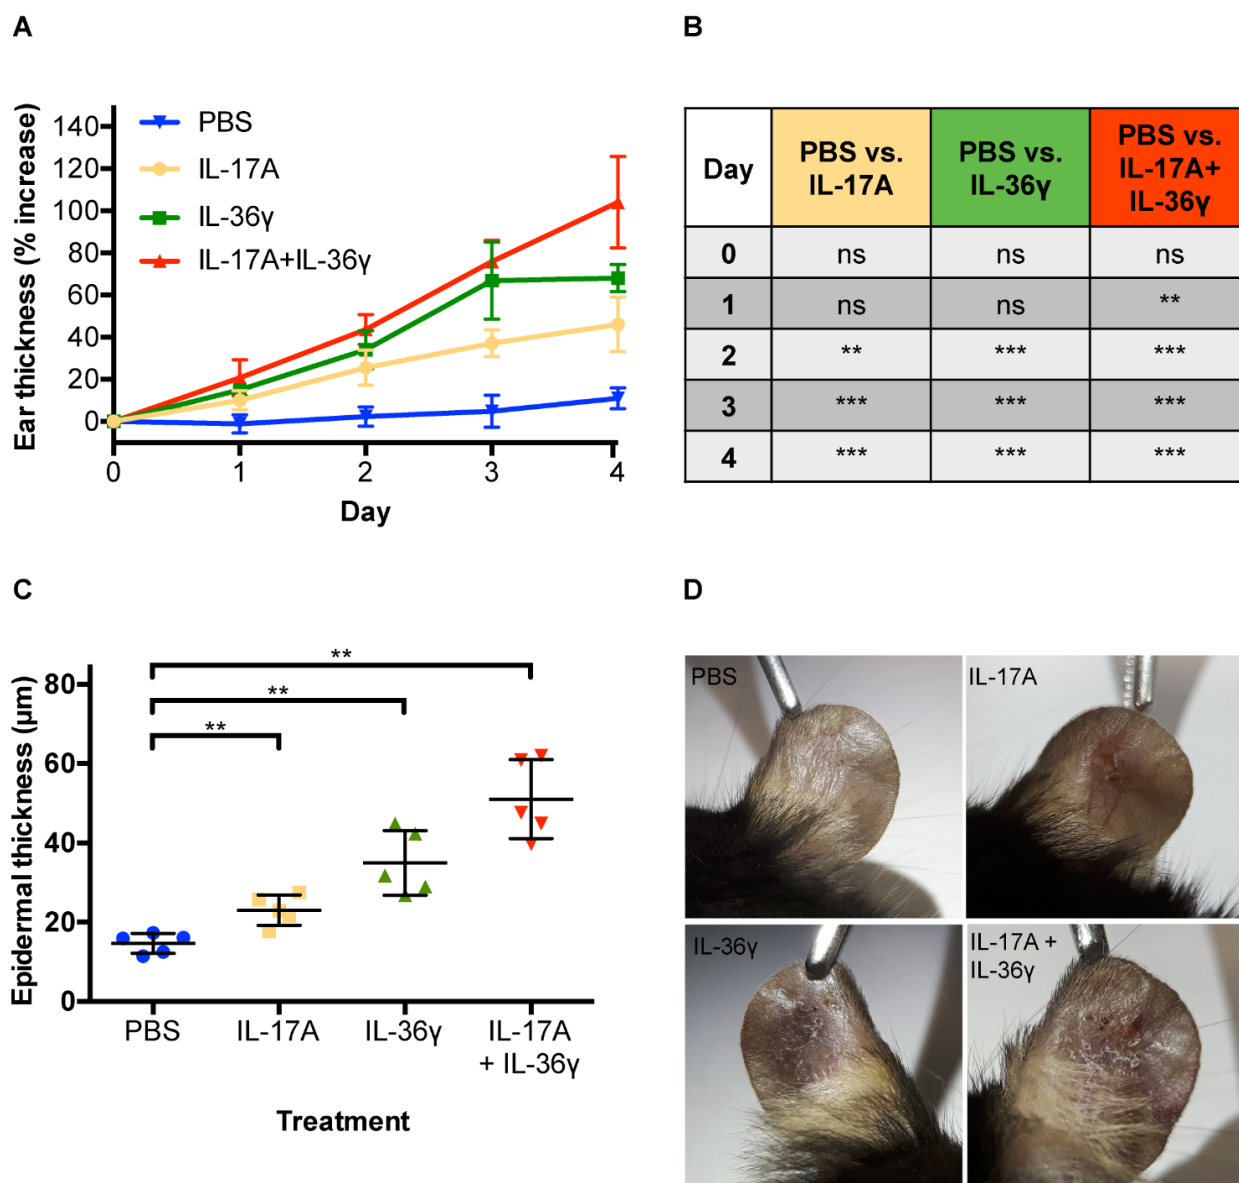 A
Ear thickness (% increase)
140
120
100
80
60
40
20
0
PBS
IL-17A
IL-36γ
IL-17A+IL-36γ
0 1 2 3 4
Day
B
Day PBS vs. IL-17A PBS vs. IL-36γ PBS vs. IL-17A+ IL-36γ
0 ns ns ns
1 ns ns **
2 ** *** ***
3 *** *** ***
4 *** *** ***
C
Epidermal thickness (µm)
80
60
40
20
0
**
**
**
PBS IL-17A IL-36γ IL-17A
+ IL-36γ
Treatment
D
PBS
IL-17A
IL-36γ
IL-17A +
IL-36γ